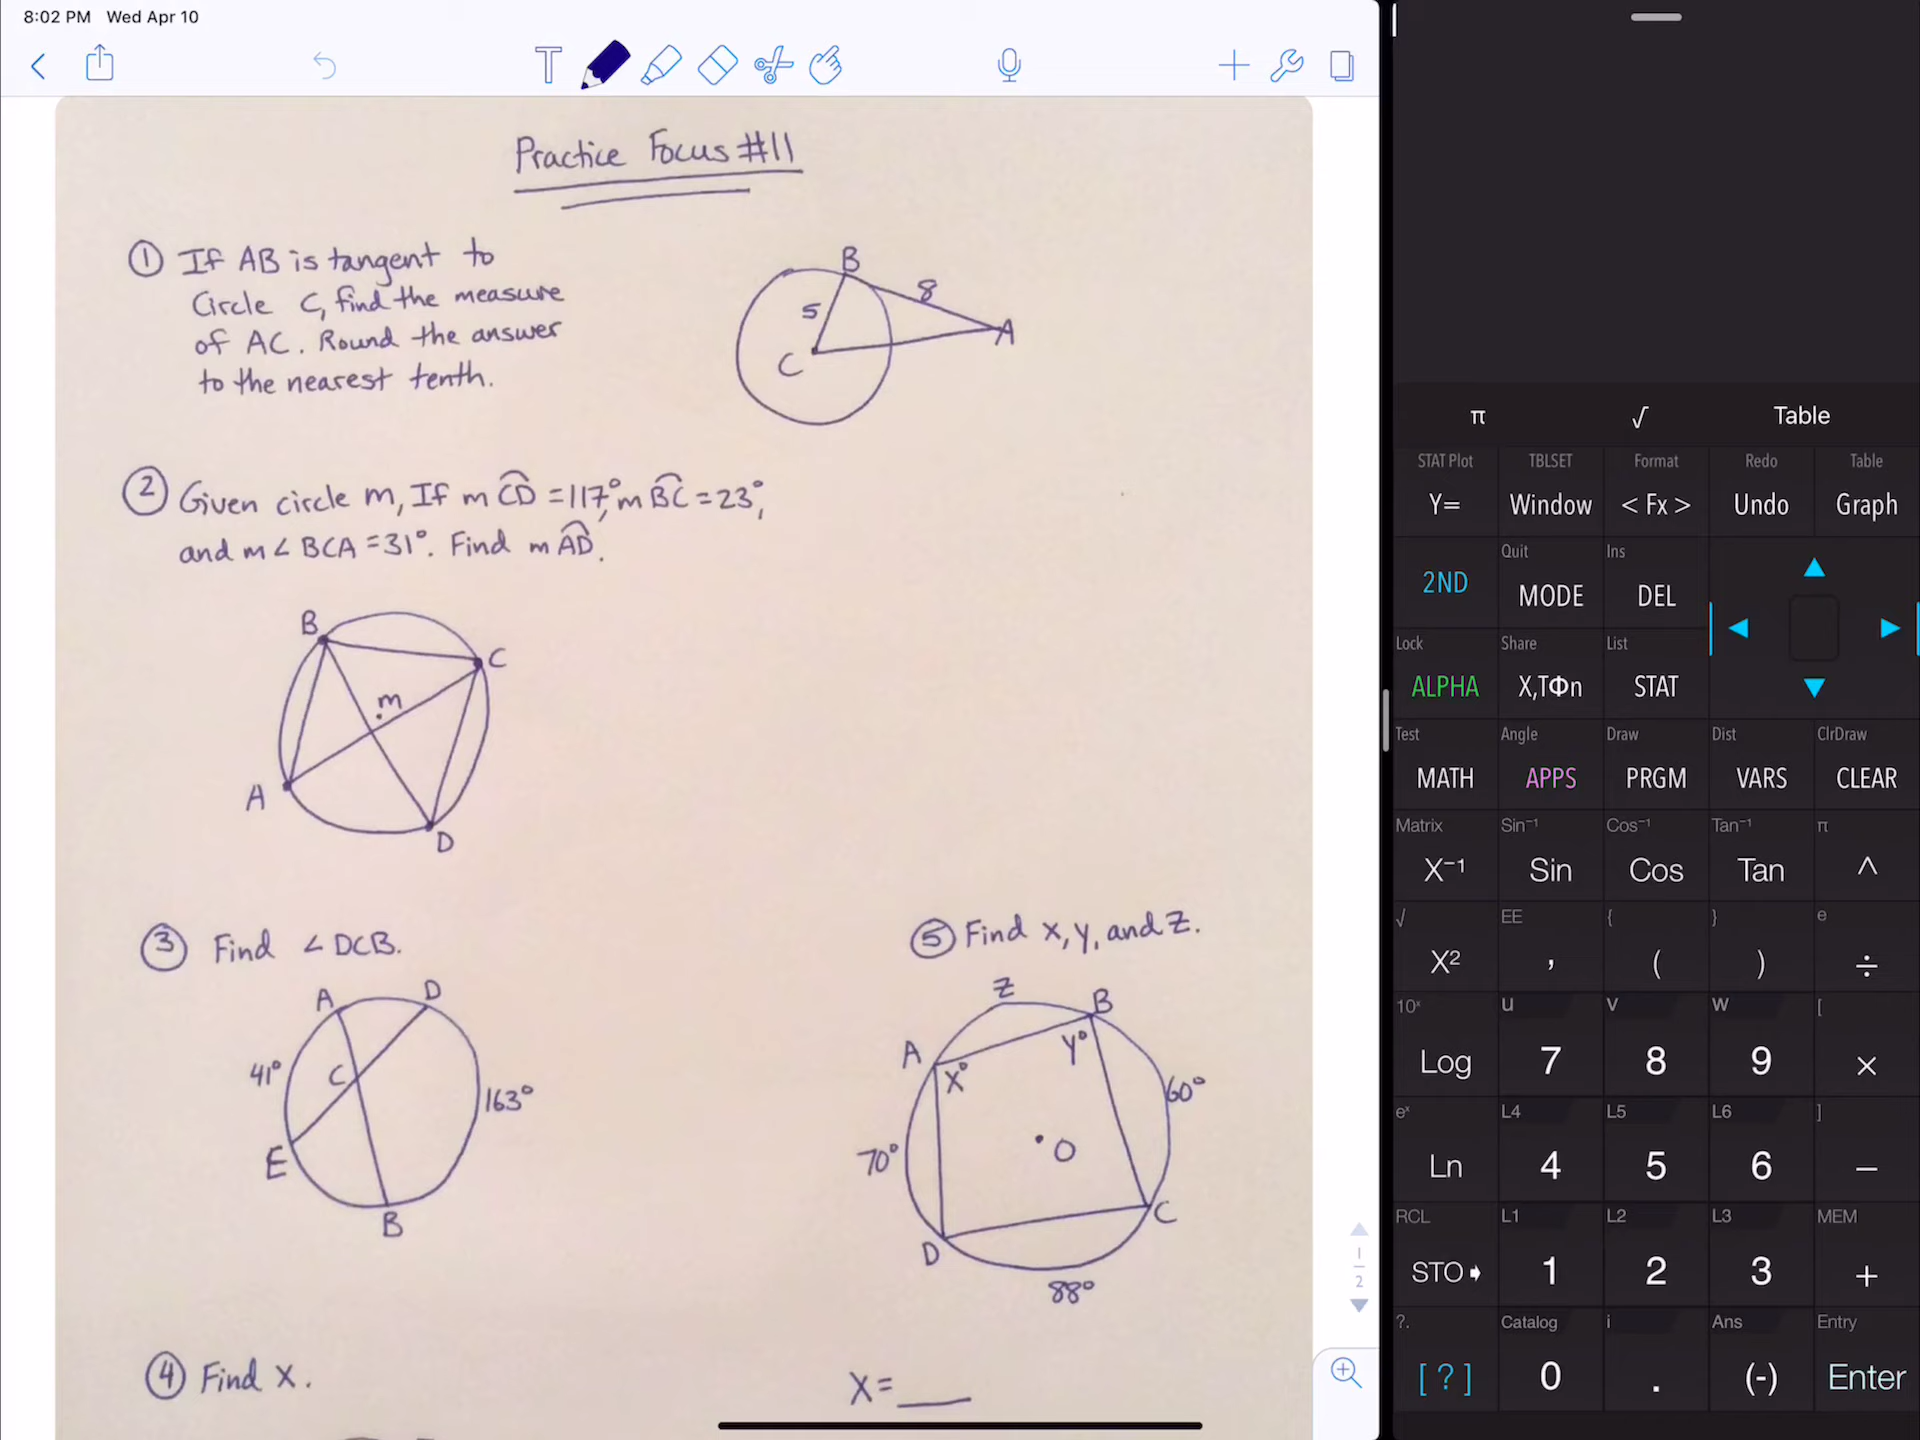 8:02 PM Wed Apr 10
Practice Focus #11
① If AB is tangent to
Circle C, find the measure
of AC. Round the answer
to the nearest tenth.
B
8
5
A
C
② Given circle m, If m CD = 117°, m BC = 23°,
and m∠ BCA = 31°. Find m AD.
B
C
m
A
D
③ Find ∠ DCB.
A D
41°
C
163°
E
B
⑤ Find x, y, and z.
z
B
A
y°
x°
60°
70°
O
C
D
88°
④ Find x.
x = ___
1
2
π √ Table
STAT Plot TBLSET Format Redo Table
Y= Window < Fx > Undo Graph
Quit Ins
2ND MODE DEL
Lock Share List
ALPHA X,TΦn STAT
Test Angle Draw Dist ClrDraw
MATH APPS PRGM VARS CLEAR
Matrix Sin⁻¹ Cos⁻¹ Tan⁻¹ π
X⁻¹ Sin Cos Tan ^
√ EE { } e
X² , ( ) ÷
10ˣ u v w [
Log 7 8 9 ×
eˣ L4 L5 L6 ]
Ln 4 5 6 −
RCL L1 L2 L3 MEM
STO➧ 1 2 3 +
?. Catalog i Ans Entry
[ ? ] 0 . (-) Enter